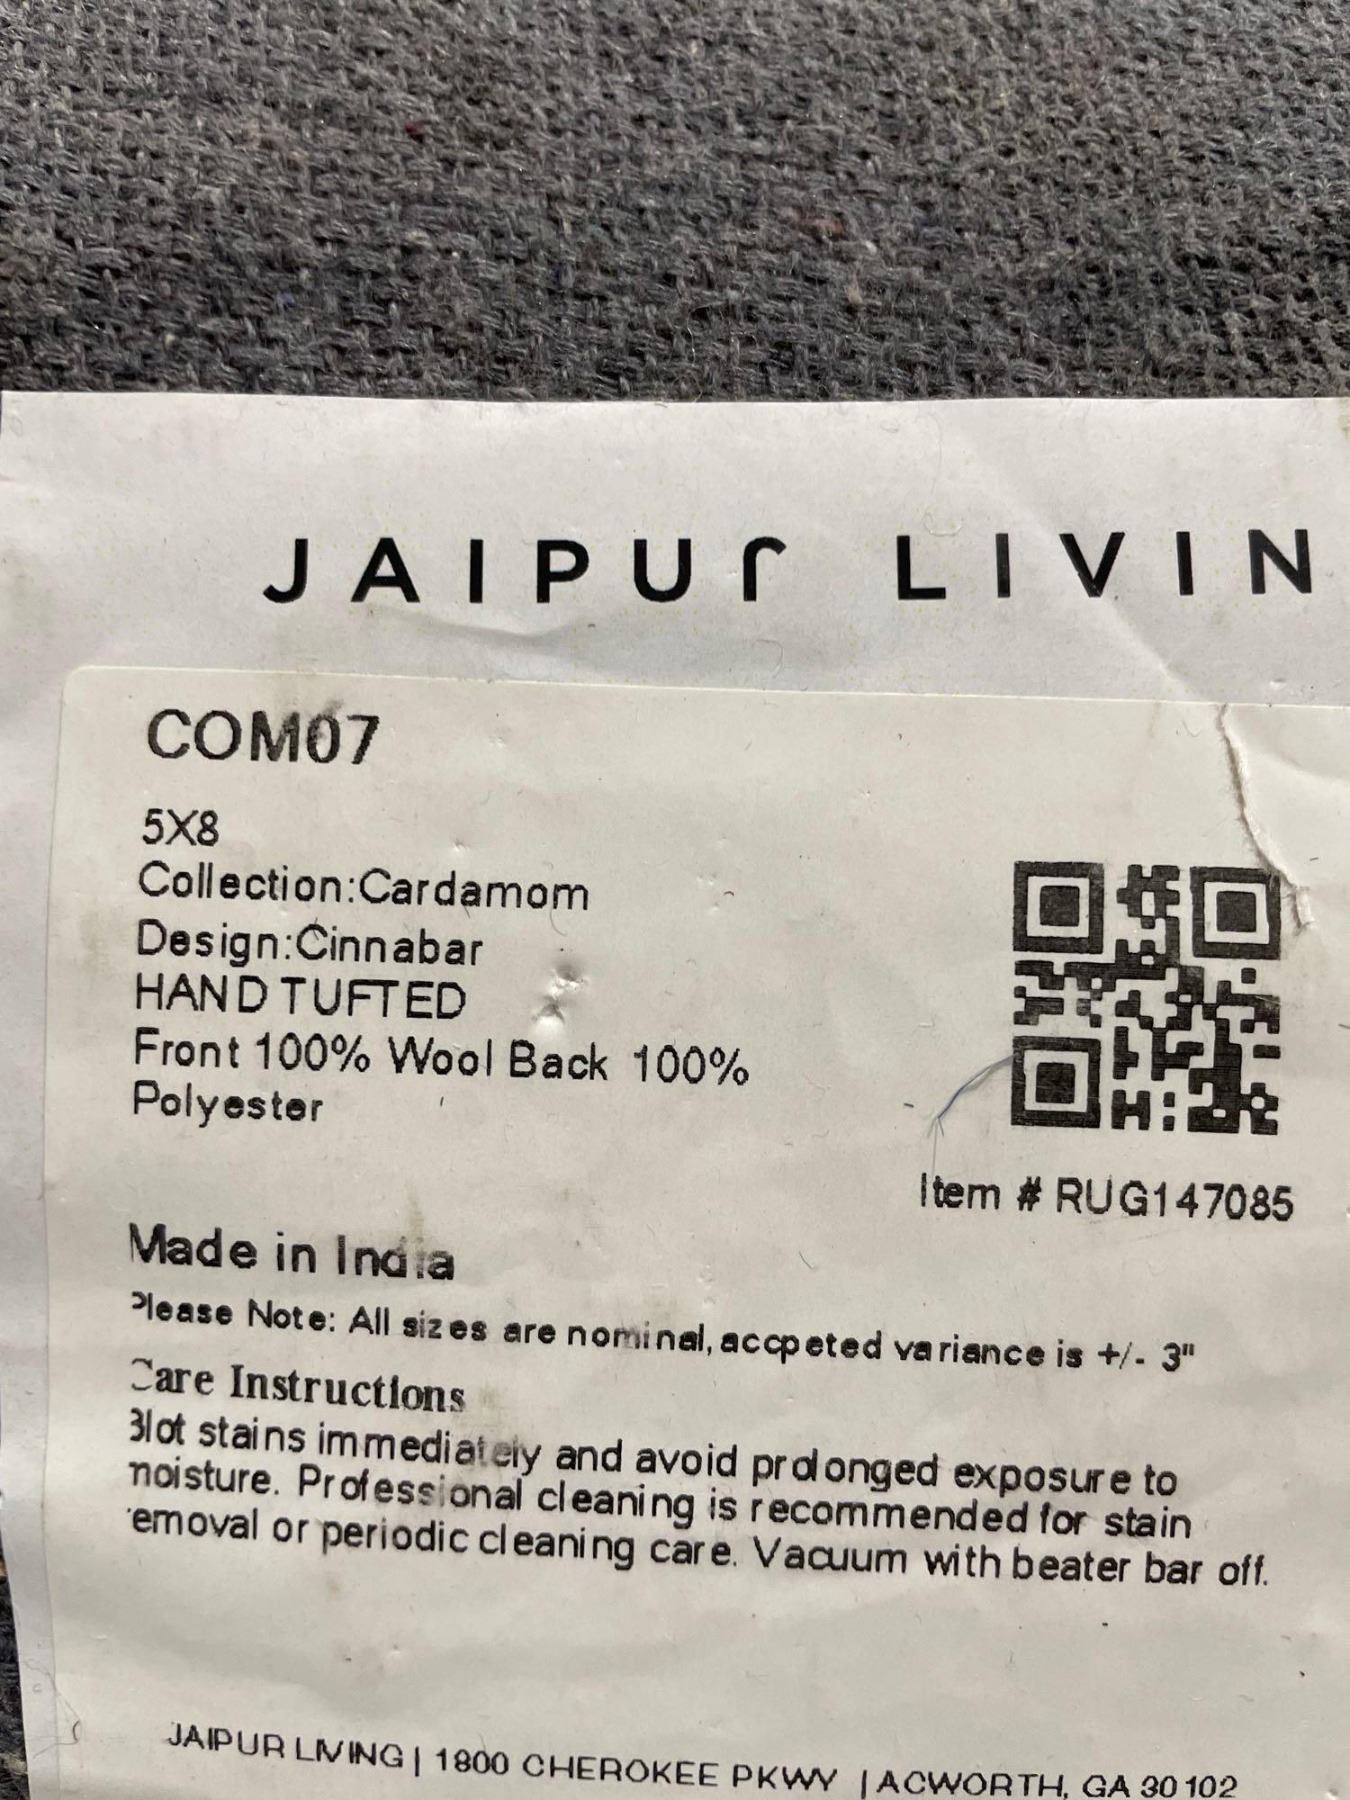 JAIPUr LIVIN
COM07
5X8
Collection:Cardamom
Design:Cinnabar
HAND TUFTED
Front 100% Wool Back 100%
Polyester
Item # RUG147085
Made in India
Please Note: All sizes are nominal, accpeted variance is +/- 3"
Care Instructions
Blot stains immediately and avoid prolonged exposure to
moisture. Professional cleaning is recommended for stain
removal or periodic cleaning care. Vacuum with beater bar off.
JAIPUR LIVING | 1800 CHEROKEE PKWY | ACWORTH, GA 30102